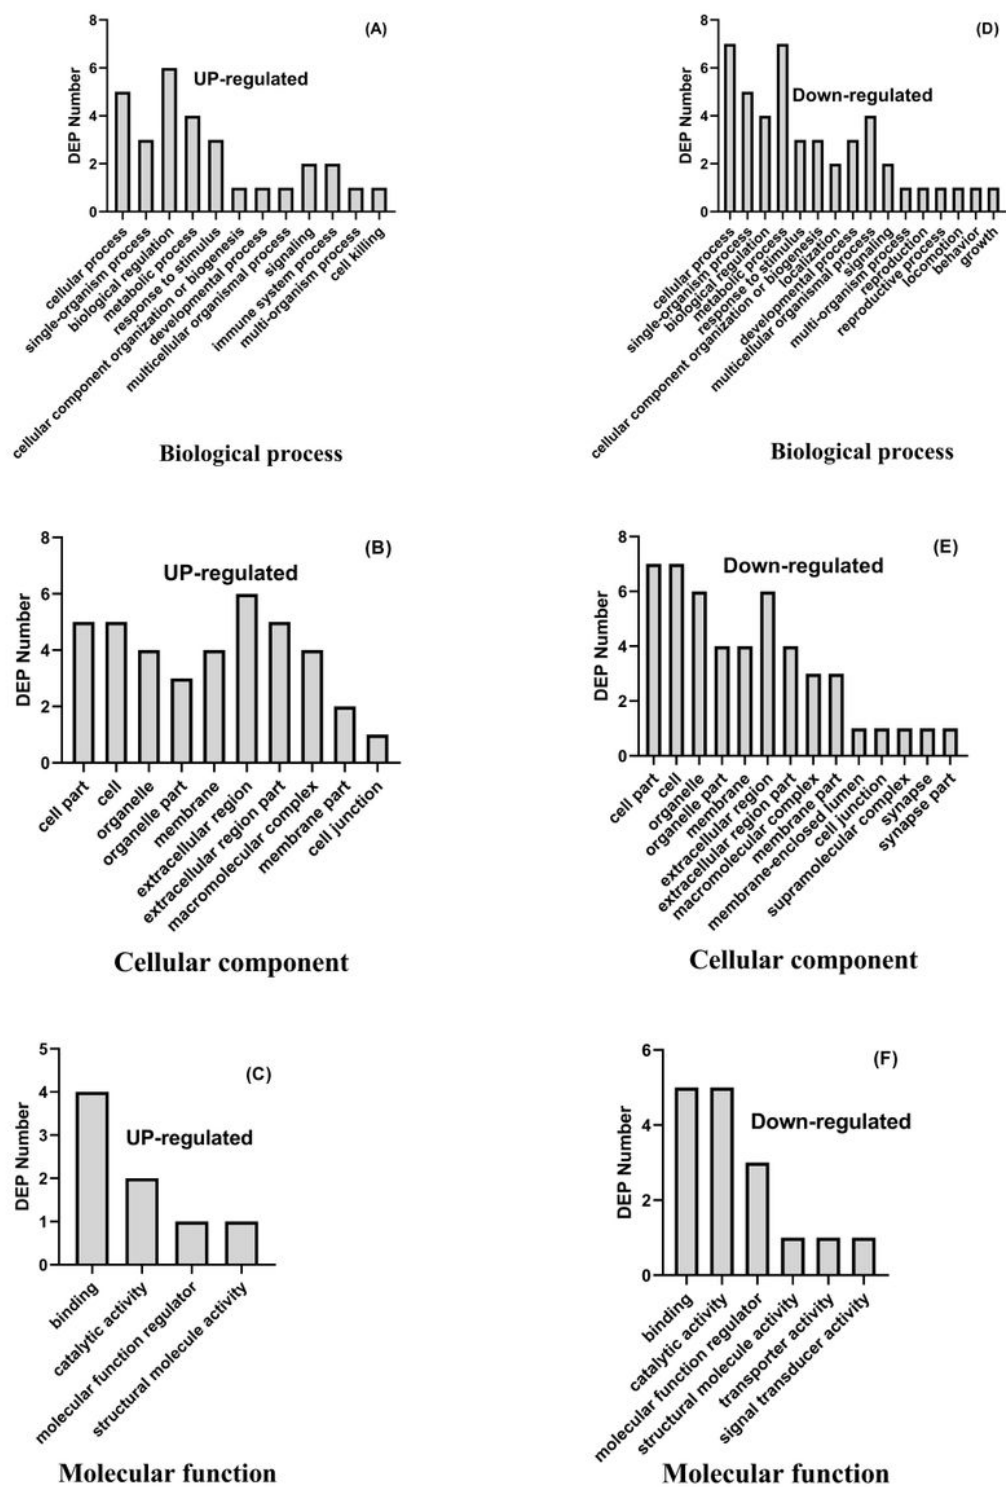 (A)
UP-regulated
DEP Number
8
6
4
2
0
cellular process
single-organism process
biological regulation
metabolic process
response to stimulus
cellular component organization or biogenesis
developmental process
multicellular organismal process
signaling
immune system process
multi-organism process
cell killing
Biological process
(D)
Down-regulated
DEP Number
8
6
4
2
0
cellular process
single-organism process
biological regulation
metabolic process
response to stimulus
cellular component organization or biogenesis
localization
developmental process
multicellular organismal process
signaling
multi-organism process
reproduction
reproductive process
locomotion
behavior
growth
Biological process
(B)
UP-regulated
DEP Number
8
6
4
2
0
cell part
cell
organelle
organelle part
membrane
extracellular region
extracellular region part
macromolecular complex
membrane part
cell junction
Cellular component
(E)
Down-regulated
DEP Number
8
6
4
2
0
cell part
cell
organelle
organelle part
membrane
extracellular region
extracellular region part
macromolecular complex
membrane part
membrane-enclosed lumen
cell junction
supramolecular complex
synapse
synapse part
Cellular component
(C)
UP-regulated
DEP Number
5
4
3
2
1
0
binding
catalytic activity
molecular function regulator
structural molecule activity
Molecular function
(F)
Down-regulated
DEP Number
6
4
2
0
binding
catalytic activity
molecular function regulator
structural molecule activity
transporter activity
signal transducer activity
Molecular function